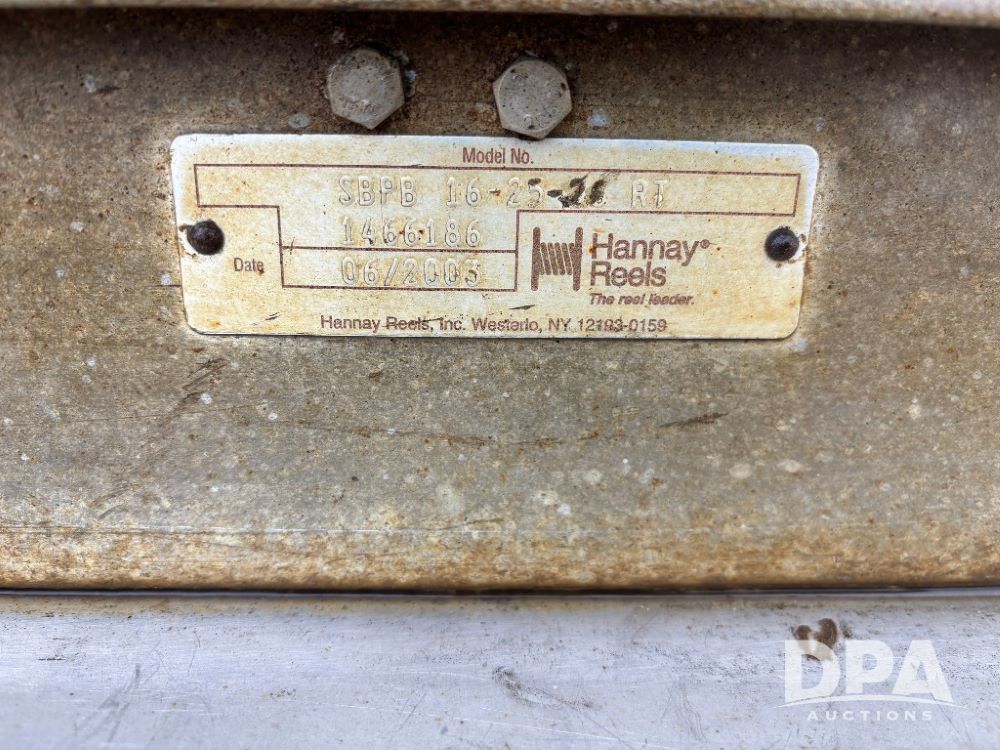 Model No.
SBPB 16-25- RT
1466186
Date 06/2003
Hannay®
Reels
The reel leader.
Hannay Reels, Inc. Westerlo, NY 12193-0159
DPA
AUCTIONS